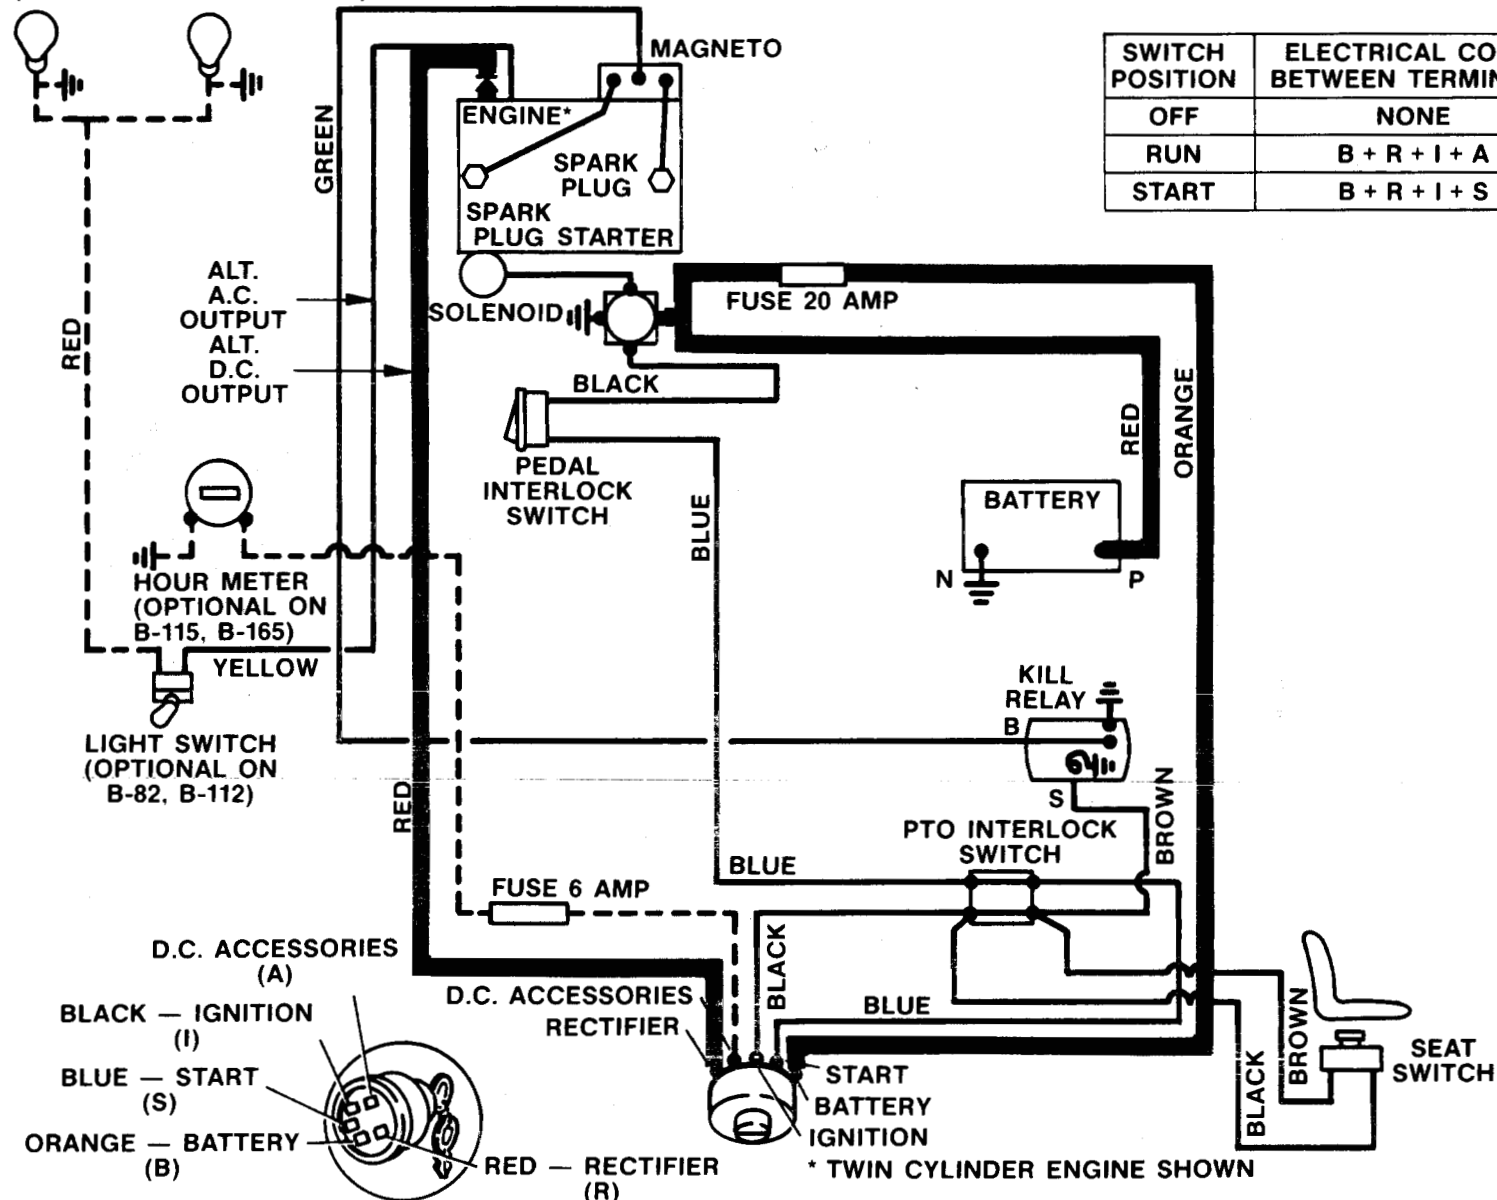 MAGNETO
SWITCH
POSITION
ELECTRICAL CO
BETWEEN TERMIN
OFF
NONE
RUN
B + R + I + A
START
B + R + I + S
GREEN
ENGINE*
SPARK
PLUG
SPARK
PLUG STARTER
ALT.
A.C.
OUTPUT
ALT.
D.C.
OUTPUT
RED
SOLENOID
FUSE 20 AMP
BLACK
PEDAL
INTERLOCK
SWITCH
BLUE
RED
ORANGE
BATTERY
N
P
HOUR METER
(OPTIONAL ON
B-115, B-165)
YELLOW
LIGHT SWITCH
(OPTIONAL ON
B-82, B-112)
RED
KILL
RELAY
B
S
BROWN
PTO INTERLOCK
SWITCH
BLUE
FUSE 6 AMP
BLACK
D.C. ACCESSORIES
(A)
BLACK — IGNITION
(I)
BLUE — START
(S)
ORANGE — BATTERY
(B)
RED — RECTIFIER
(R)
D.C. ACCESSORIES
RECTIFIER
BLUE
START
BATTERY
IGNITION
BLACK
BROWN
SEAT
SWITCH
* TWIN CYLINDER ENGINE SHOWN